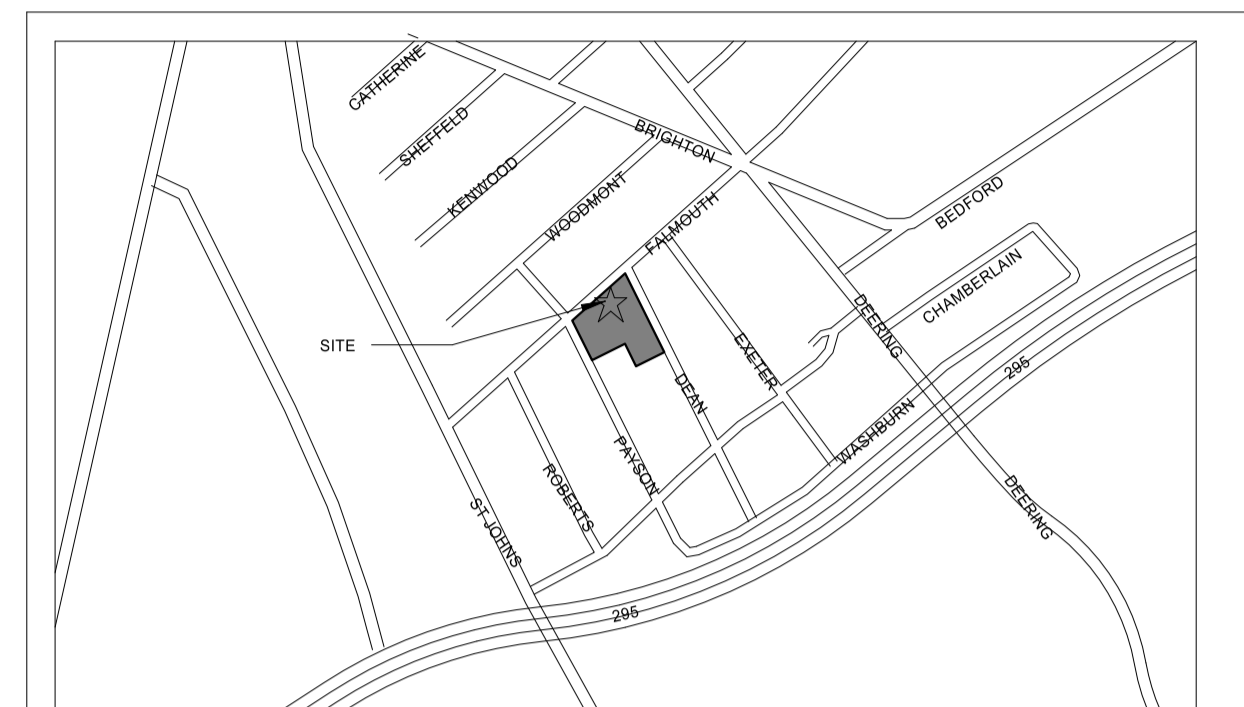 CATHERINE
SHEFFELD
BRIGHTON
KENWOOD
WOODMONT
FALMOUTH
BEDFORD
CHAMBERLAIN
SITE
DEERING
EXETER
295
DEAN
WASHBURN
PAYSON
ROBERTS
ST JOHNS
DEERING
295